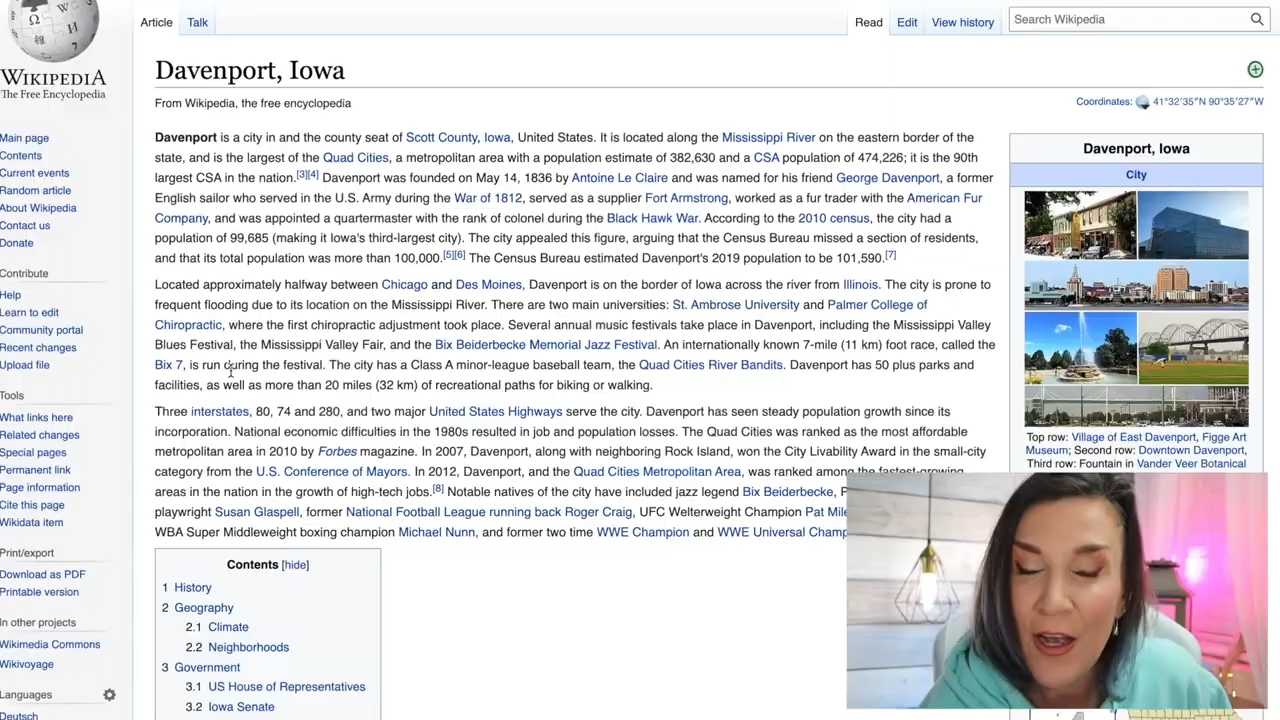 Article
Talk
Read
Edit
View history
Search Wikipedia
WIKIPEDIA
The Free Encyclopedia
Main page
Contents
Current events
Random article
About Wikipedia
Contact us
Donate
Contribute
Help
Learn to edit
Community portal
Recent changes
Upload file
Tools
What links here
Related changes
Special pages
Permanent link
Page information
Cite this page
Wikidata item
Print/export
Download as PDF
Printable version
In other projects
Wikimedia Commons
Wikivoyage
Languages
Deutsch
Davenport, Iowa
From Wikipedia, the free encyclopedia
Coordinates: 41°32′35″N 90°35′27″W
Davenport is a city in and the county seat of Scott County, Iowa, United States. It is located along the Mississippi River on the eastern border of the
state, and is the largest of the Quad Cities, a metropolitan area with a population estimate of 382,630 and a CSA population of 474,226; it is the 90th
largest CSA in the nation.[3][4] Davenport was founded on May 14, 1836 by Antoine Le Claire and was named for his friend George Davenport, a former
English sailor who served in the U.S. Army during the War of 1812, served as a supplier Fort Armstrong, worked as a fur trader with the American Fur
Company, and was appointed a quartermaster with the rank of colonel during the Black Hawk War. According to the 2010 census, the city had a
population of 99,685 (making it Iowa's third-largest city). The city appealed this figure, arguing that the Census Bureau missed a section of residents,
and that its total population was more than 100,000.[5][6] The Census Bureau estimated Davenport's 2019 population to be 101,590.[7]
Located approximately halfway between Chicago and Des Moines, Davenport is on the border of Iowa across the river from Illinois. The city is prone to
frequent flooding due to its location on the Mississippi River. There are two main universities: St. Ambrose University and Palmer College of
Chiropractic, where the first chiropractic adjustment took place. Several annual music festivals take place in Davenport, including the Mississippi Valley
Blues Festival, the Mississippi Valley Fair, and the Bix Beiderbecke Memorial Jazz Festival. An internationally known 7-mile (11 km) foot race, called the
Bix 7, is run during the festival. The city has a Class A minor-league baseball team, the Quad Cities River Bandits. Davenport has 50 plus parks and
facilities, as well as more than 20 miles (32 km) of recreational paths for biking or walking.
Three interstates, 80, 74 and 280, and two major United States Highways serve the city. Davenport has seen steady population growth since its
incorporation. National economic difficulties in the 1980s resulted in job and population losses. The Quad Cities was ranked as the most affordable
metropolitan area in 2010 by Forbes magazine. In 2007, Davenport, along with neighboring Rock Island, won the City Livability Award in the small-city
category from the U.S. Conference of Mayors. In 2012, Davenport, and the Quad Cities Metropolitan Area, was ranked among the fastest-growing
areas in the nation in the growth of high-tech jobs.[8] Notable natives of the city have included jazz legend Bix Beiderbecke, P
playwright Susan Glaspell, former National Football League running back Roger Craig, UFC Welterweight Champion Pat Mile
WBA Super Middleweight boxing champion Michael Nunn, and former two time WWE Champion and WWE Universal Champ
Contents [hide]
1 History
2 Geography
2.1 Climate
2.2 Neighborhoods
3 Government
3.1 US House of Representatives
3.2 Iowa Senate
Davenport, Iowa
City
Top row: Village of East Davenport, Figge Art
Museum; Second row: Downtown Davenport,
Third row: Fountain in Vander Veer Botanical